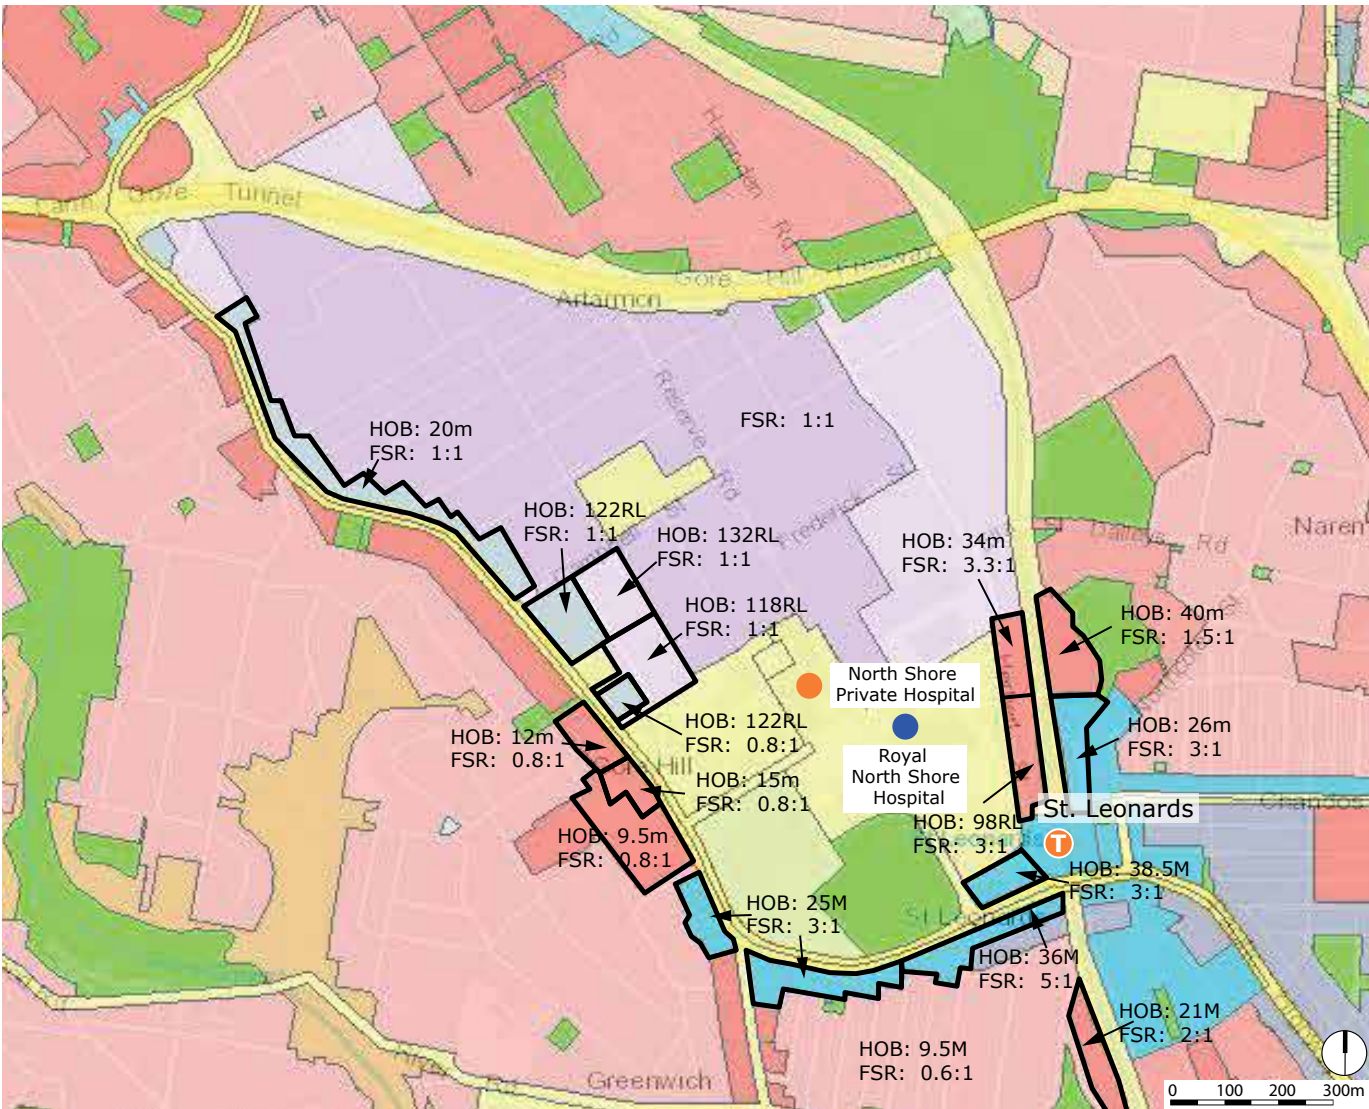 Gove Tunnel
Gore Hill Freeway
Artarmon
Reserve Rd
FSR: 1:1
HOB: 20m
FSR: 1:1
HOB: 122RL
FSR: 1:1
HOB: 132RL
FSR: 1:1
Frederick St
HOB: 34m
FSR: 3.3:1
Daileys Rd
Naren
HOB: 118RL
FSR: 1:1
HOB: 40m
FSR: 1.5:1
North Shore
Private Hospital
HOB: 122RL
FSR: 0.8:1
HOB: 26m
FSR: 3:1
Royal
North Shore
Hospital
HOB: 12m
FSR: 0.8:1
Gore Hill
HOB: 15m
FSR: 0.8:1
St. Leonards
T
Chandos
HOB: 98RL
FSR: 3:1
HOB: 9.5m
FSR: 0.8:1
HOB: 38.5M
FSR: 3:1
HOB: 25M
FSR: 3:1
St Leonards
HOB: 36M
FSR: 5:1
HOB: 21M
FSR: 2:1
HOB: 9.5M
FSR: 0.6:1
Rd
Greenwich
0 100 200 300m